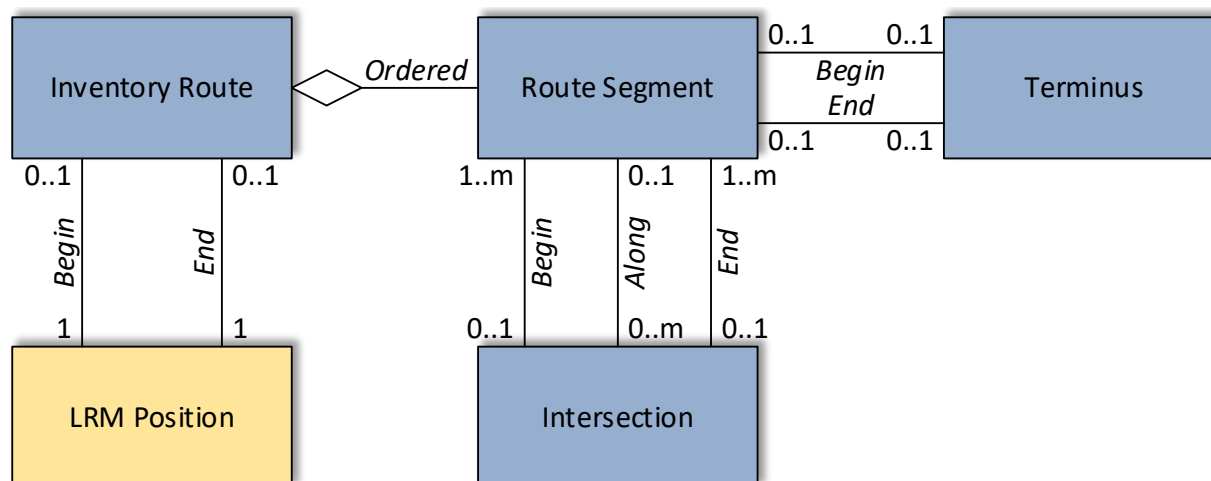 Inventory Route
Ordered
Route Segment
0..1 0..1
Begin
End
0..1 0..1
Terminus
0..1 0..1
Begin
End
1 1
LRM Position
1..m 0..1 1..m
Begin
Along
End
0..1 0..m 0..1
Intersection